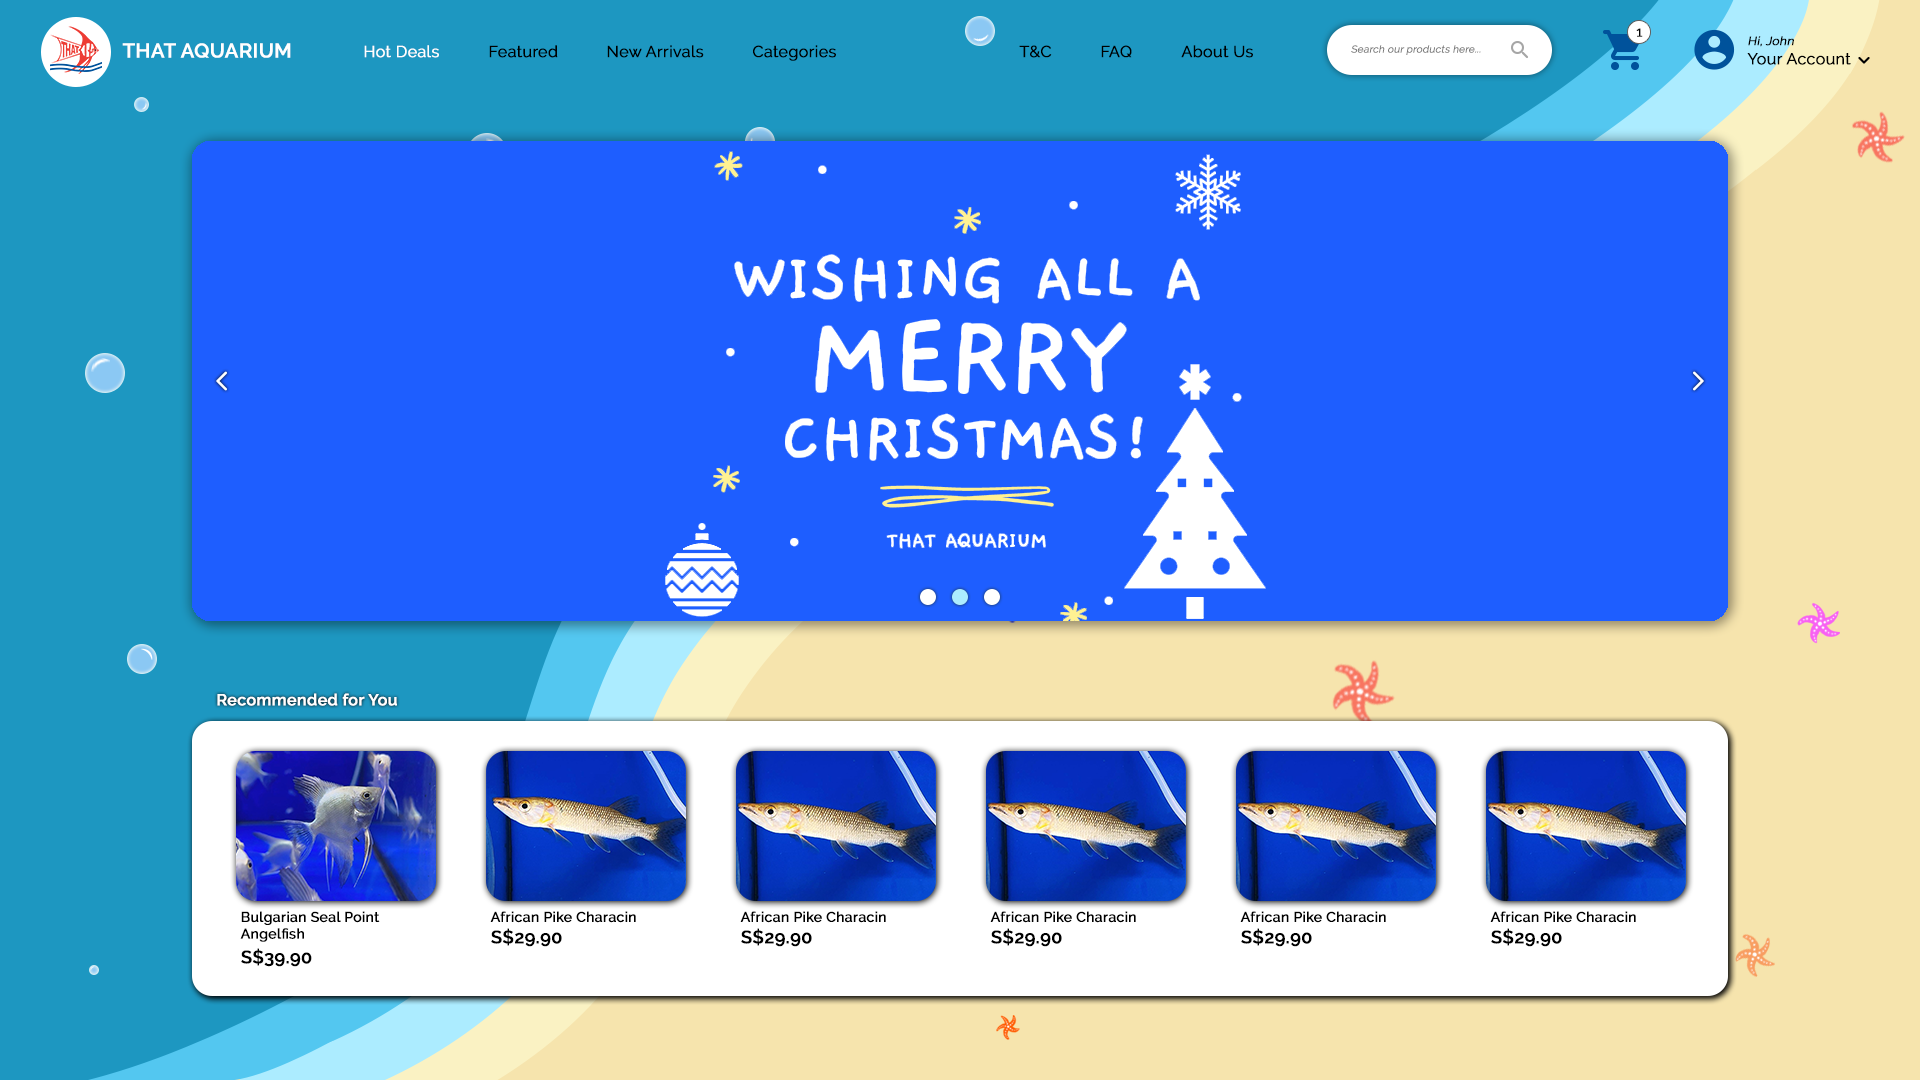 THAT
THAT AQUARIUM
Hot Deals
Featured
New Arrivals
Categories
T&C
FAQ
About Us
Search our products here...
1
Hi, John
Your Account
WISHING ALL A
MERRY
CHRISTMAS!
THAT AQUARIUM
Recommended for You
Bulgarian Seal Point
Angelfish
S$39.90
African Pike Characin
S$29.90
African Pike Characin
S$29.90
African Pike Characin
S$29.90
African Pike Characin
S$29.90
African Pike Characin
S$29.90